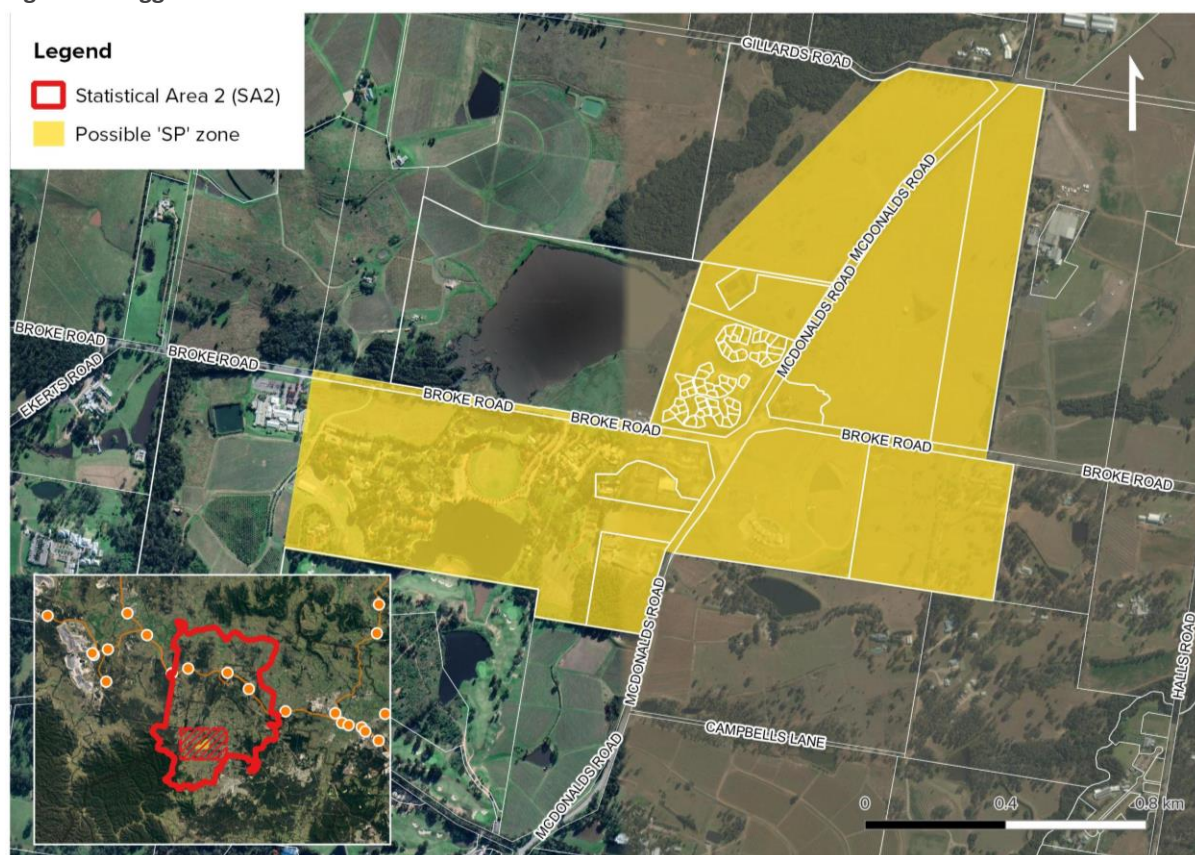 Legend
Statistical Area 2 (SA2)
Possible 'SP' zone
GILLARDS ROAD
MCDONALDS ROAD
MCDONALDS ROAD
MCDONALDS ROAD
BROKE ROAD
EKERTS ROAD
BROKE ROAD
BROKE ROAD
BROKE ROAD
BROKE ROAD
BROKE ROAD
MCDONALDS ROAD
HALLS ROAD
CAMPBELLS LANE
MCDONALDS ROAD
0 0.4 0.8 km